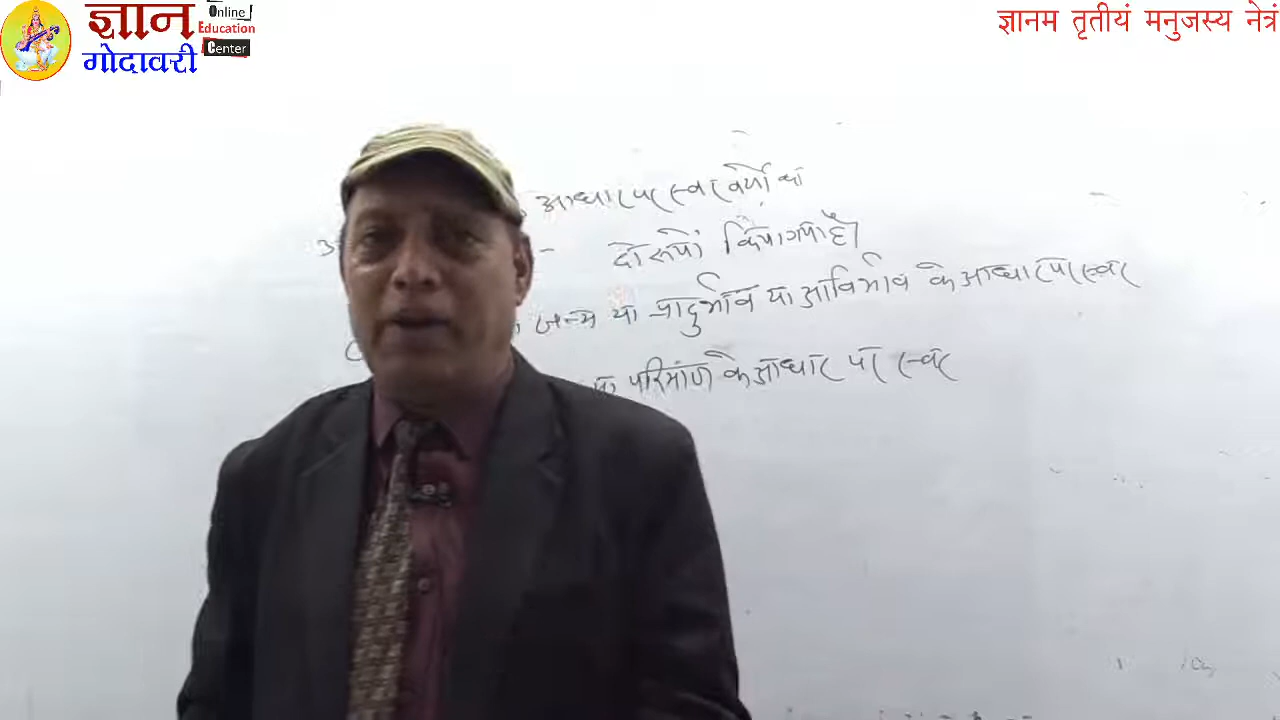 ज्ञान
गोदावरी
Online
Education
Center
ज्ञानम तृतीयं मनुजस्य नेत्रं
आधार पर स्वर वर्णों का
दो रूपों में किया गया है।
जन्म या प्रादुर्भाव या आविर्भाव के आधार पर स्वर
या परिमाण के आधार पर स्वर